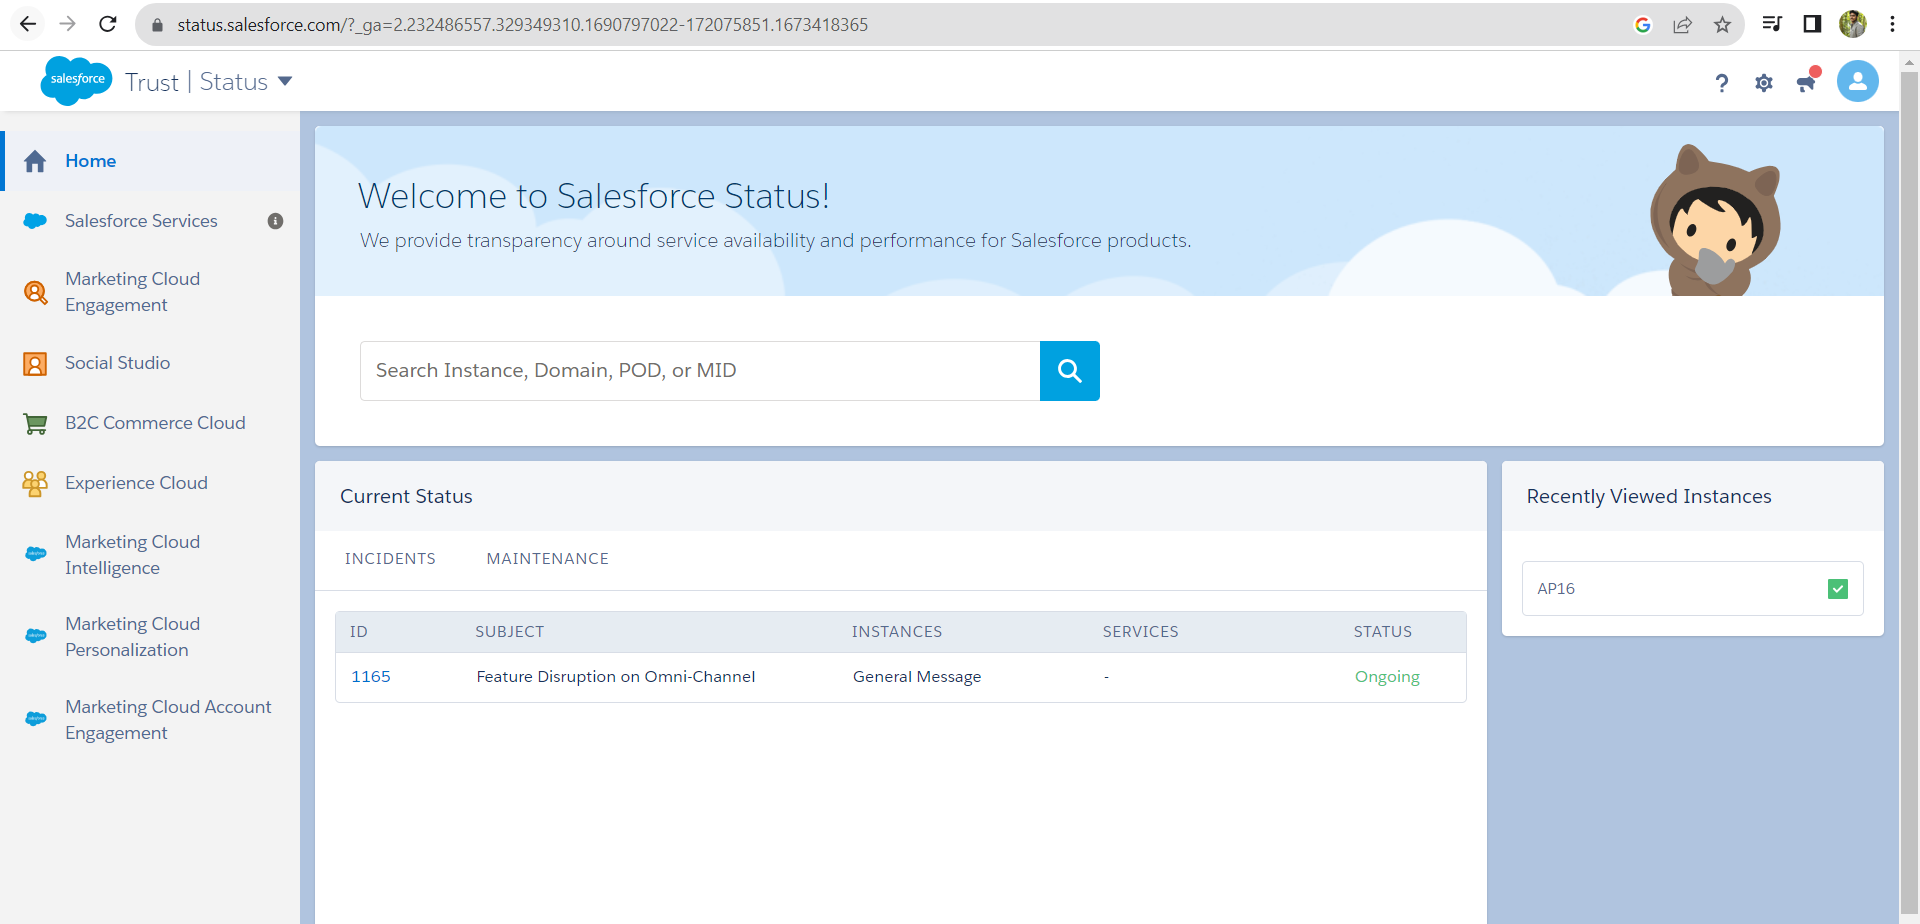 status.salesforce.com/?_ga=2.232486557.329349310.1690797022-172075851.1673418365
salesforce
Trust | Status
Home
Salesforce Services
Marketing Cloud
Engagement
Social Studio
B2C Commerce Cloud
Experience Cloud
Marketing Cloud
Intelligence
Marketing Cloud
Personalization
Marketing Cloud Account
Engagement
Welcome to Salesforce Status!
We provide transparency around service availability and performance for Salesforce products.
Search Instance, Domain, POD, or MID
Current Status
INCIDENTS MAINTENANCE
ID SUBJECT INSTANCES SERVICES STATUS
1165 Feature Disruption on Omni-Channel General Message - Ongoing
Recently Viewed Instances
AP16